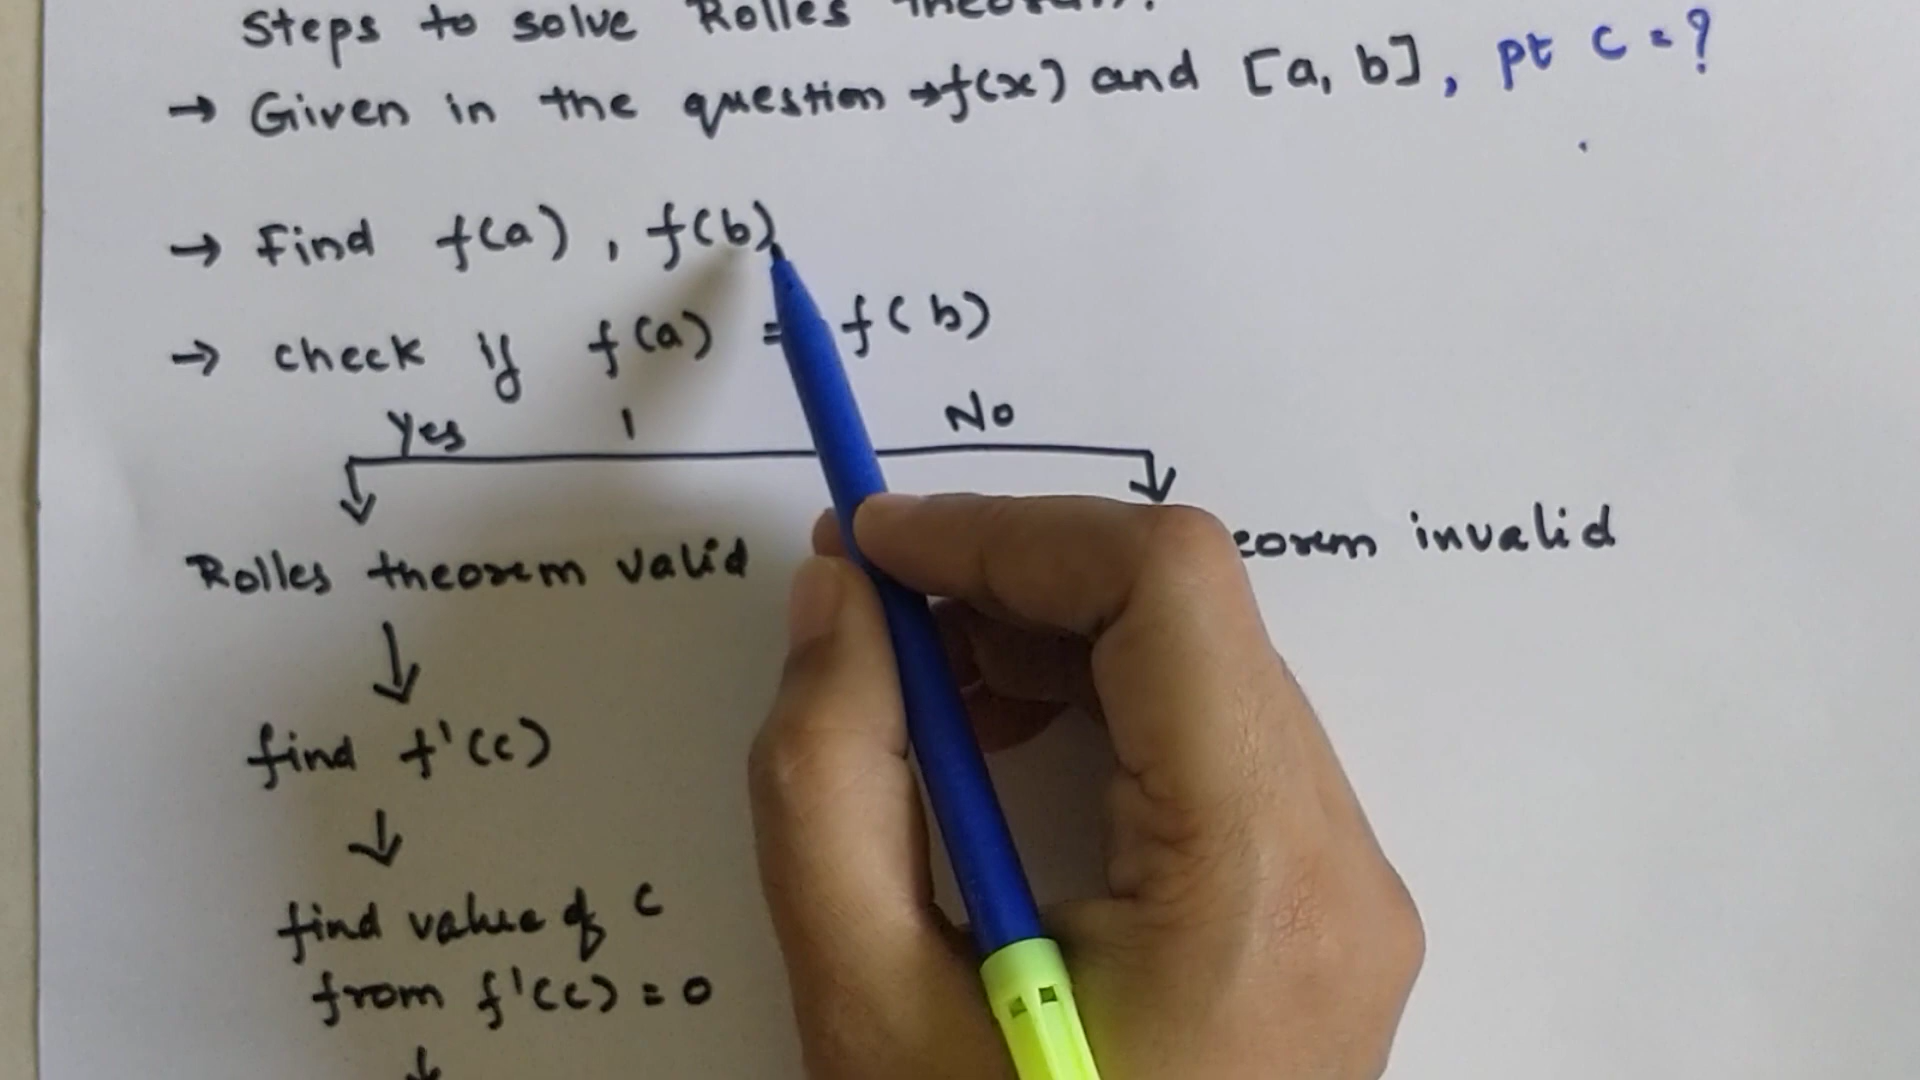 Steps to solve Rolles theorem.
→ Given in the question → f(x) and [a, b], pt c = ?
→ Find f(a), f(b)
→ check if f(a) = f(b)
Yes No
Rolles theorem valid
invalid
↓
find f'(c)
↓
find value of c
from f'(c) = 0
↓